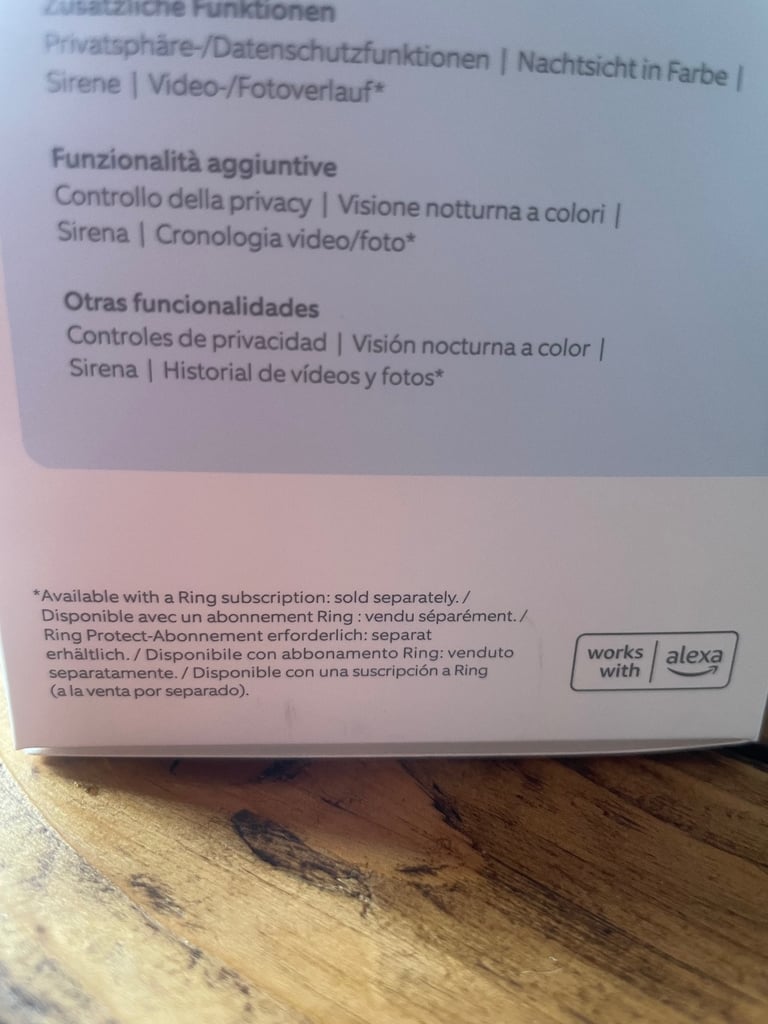 Zusätzliche Funktionen
Privatsphäre-/Datenschutzfunktionen | Nachtsicht in Farbe |
Sirene | Video-/Fotoverlauf*
Funzionalità aggiuntive
Controllo della privacy | Visione notturna a colori |
Sirena | Cronologia video/foto*
Otras funcionalidades
Controles de privacidad | Visión nocturna a color |
Sirena | Historial de vídeos y fotos*
*Available with a Ring subscription: sold separately. /
Disponible avec un abonnement Ring : vendu séparément. /
Ring Protect-Abonnement erforderlich: separat
erhältlich. / Disponibile con abbonamento Ring: venduto
separatamente. / Disponible con una suscripción a Ring
(a la venta por separado).
works
with
alexa